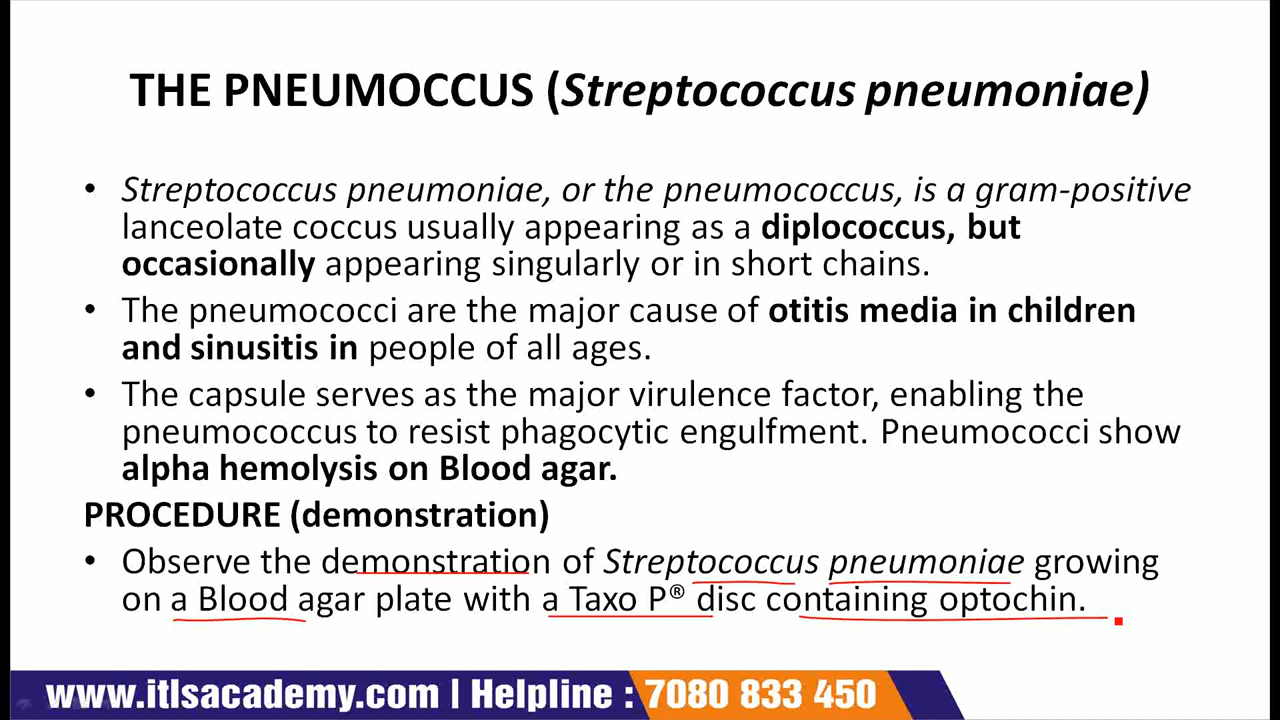 THE PNEUMOCCUS (Streptococcus pneumoniae)
• Streptococcus pneumoniae, or the pneumococcus, is a gram-positive
lanceolate coccus usually appearing as a diplococcus, but
occasionally appearing singularly or in short chains.
• The pneumococci are the major cause of otitis media in children
and sinusitis in people of all ages.
• The capsule serves as the major virulence factor, enabling the
pneumococcus to resist phagocytic engulfment. Pneumococci show
alpha hemolysis on Blood agar.
PROCEDURE (demonstration)
• Observe the demonstration of Streptococcus pneumoniae growing
on a Blood agar plate with a Taxo P® disc containing optochin.
www.itlsacademy.com | Helpline : 7080 833 450